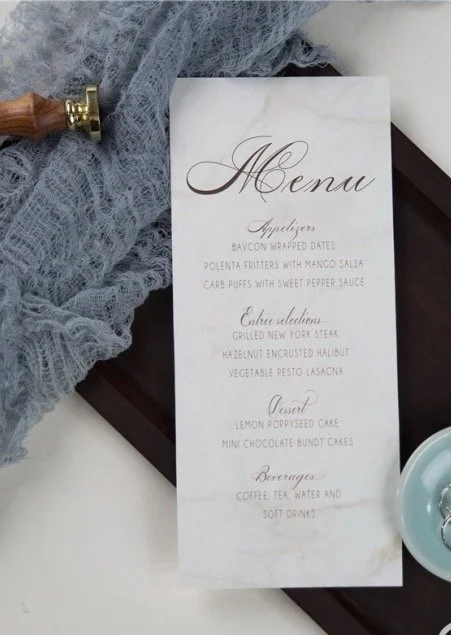 Menu
Appetizers
BAVCON WRAPPED DATES
POLENTA FRITTERS WITH MANGO SALSA
CARB PUFFS WITH SWEET PEPPER SAUCE
Entrée selections
GRILLED NEW YORK STEAK
HAZELNUT ENCRUSTED HALIBUT
VEGETABLE PESTO LASAGNA
Dessert
LEMON POPPYSEED CAKE
MINI CHOCOLATE BUNDT CAKES
Beverages
COFFEE, TEA, WATER AND
SOFT DRINKS